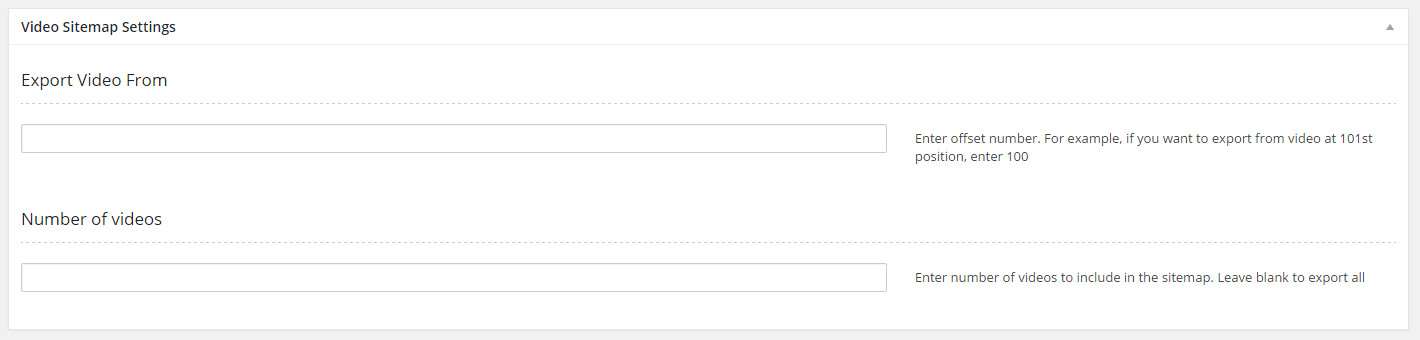 Video Sitemap Settings
Export Video From
Enter offset number. For example, if you want to export from video at 101st
position, enter 100
Number of videos
Enter number of videos to include in the sitemap. Leave blank to export all